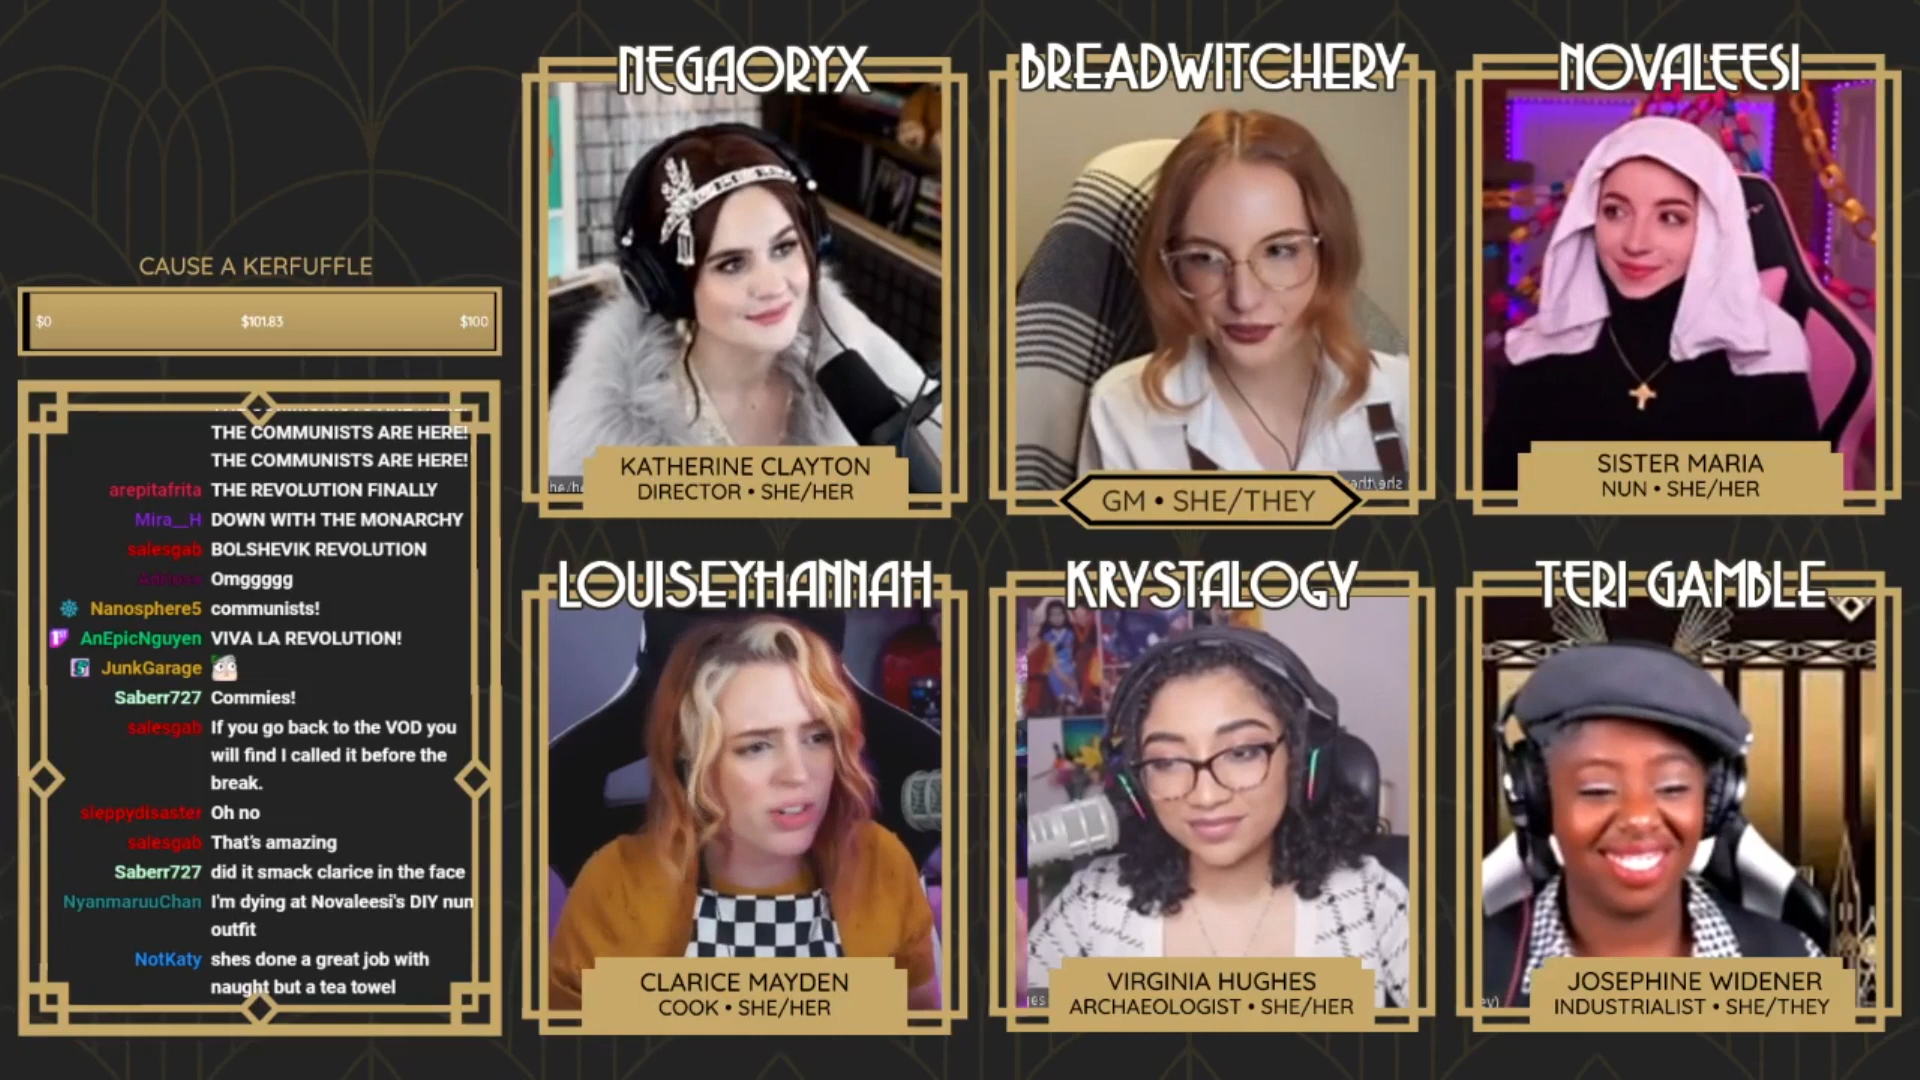 CAUSE A KERFUFFLE
$0 $101.83 $100
THE COMMUNISTS ARE HERE!
THE COMMUNISTS ARE HERE!
arepitafrita THE REVOLUTION FINALLY
Mira__H DOWN WITH THE MONARCHY
salesgab BOLSHEVIK REVOLUTION
Omggggg
Nanosphere5 communists!
AnEpicNguyen VIVA LA REVOLUTION!
JunkGarage
Saberr727 Commies!
salesgab If you go back to the VOD you
will find I called it before the
break.
sleppydisaster Oh no
salesgab That's amazing
Saberr727 did it smack clarice in the face
NyanmaruuChan I'm dying at Novaleesi's DIY nun
outfit
NotKaty shes done a great job with
naught but a tea towel
NEGAORYX
KATHERINE CLAYTON
DIRECTOR • SHE/HER
BREADWITCHERY
GM • SHE/THEY
NOVALEESI
SISTER MARIA
NUN • SHE/HER
LOUISEYHANNAH
CLARICE MAYDEN
COOK • SHE/HER
KRYSTALOGY
VIRGINIA HUGHES
ARCHAEOLOGIST • SHE/HER
TERI GAMBLE
JOSEPHINE WIDENER
INDUSTRIALIST • SHE/THEY